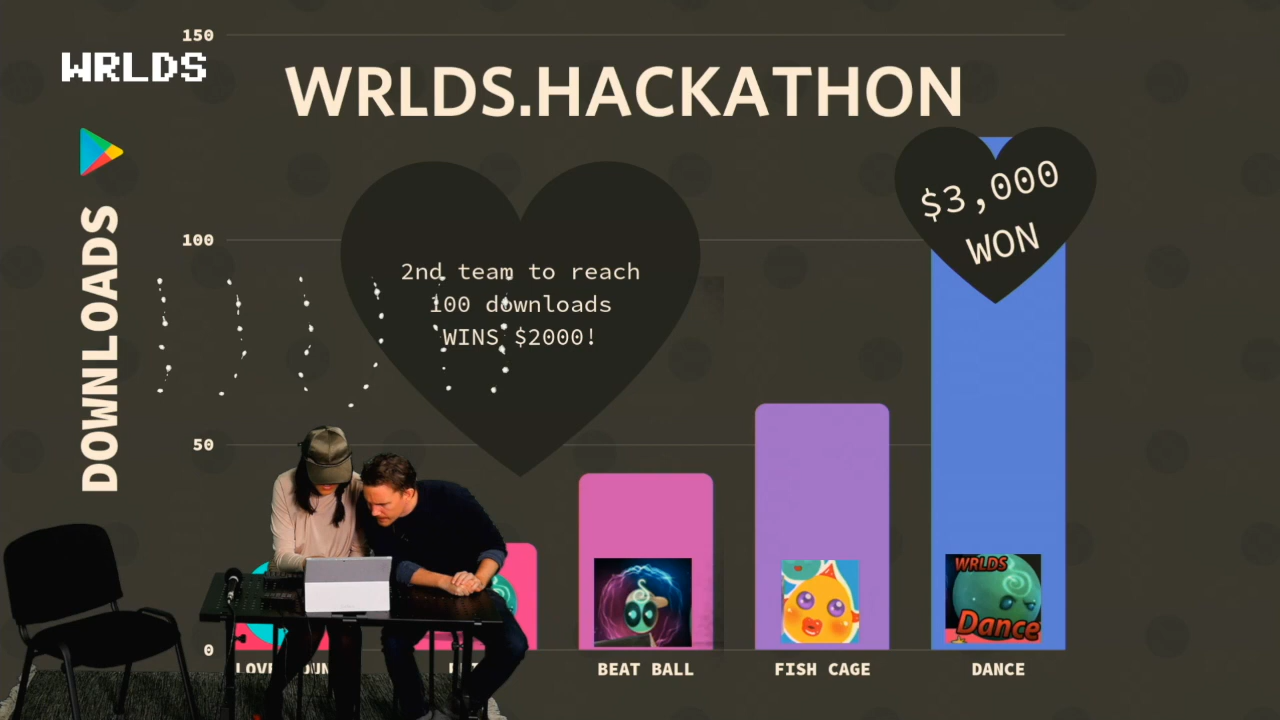 150
WRLDS
WRLDS.HACKATHON
$3,000
WON
100
DOWNLOADS
2nd team to reach
100 downloads
WINS $2000!
50
WRLDS
Dance
0
BEAT BALL
FISH CAGE
DANCE